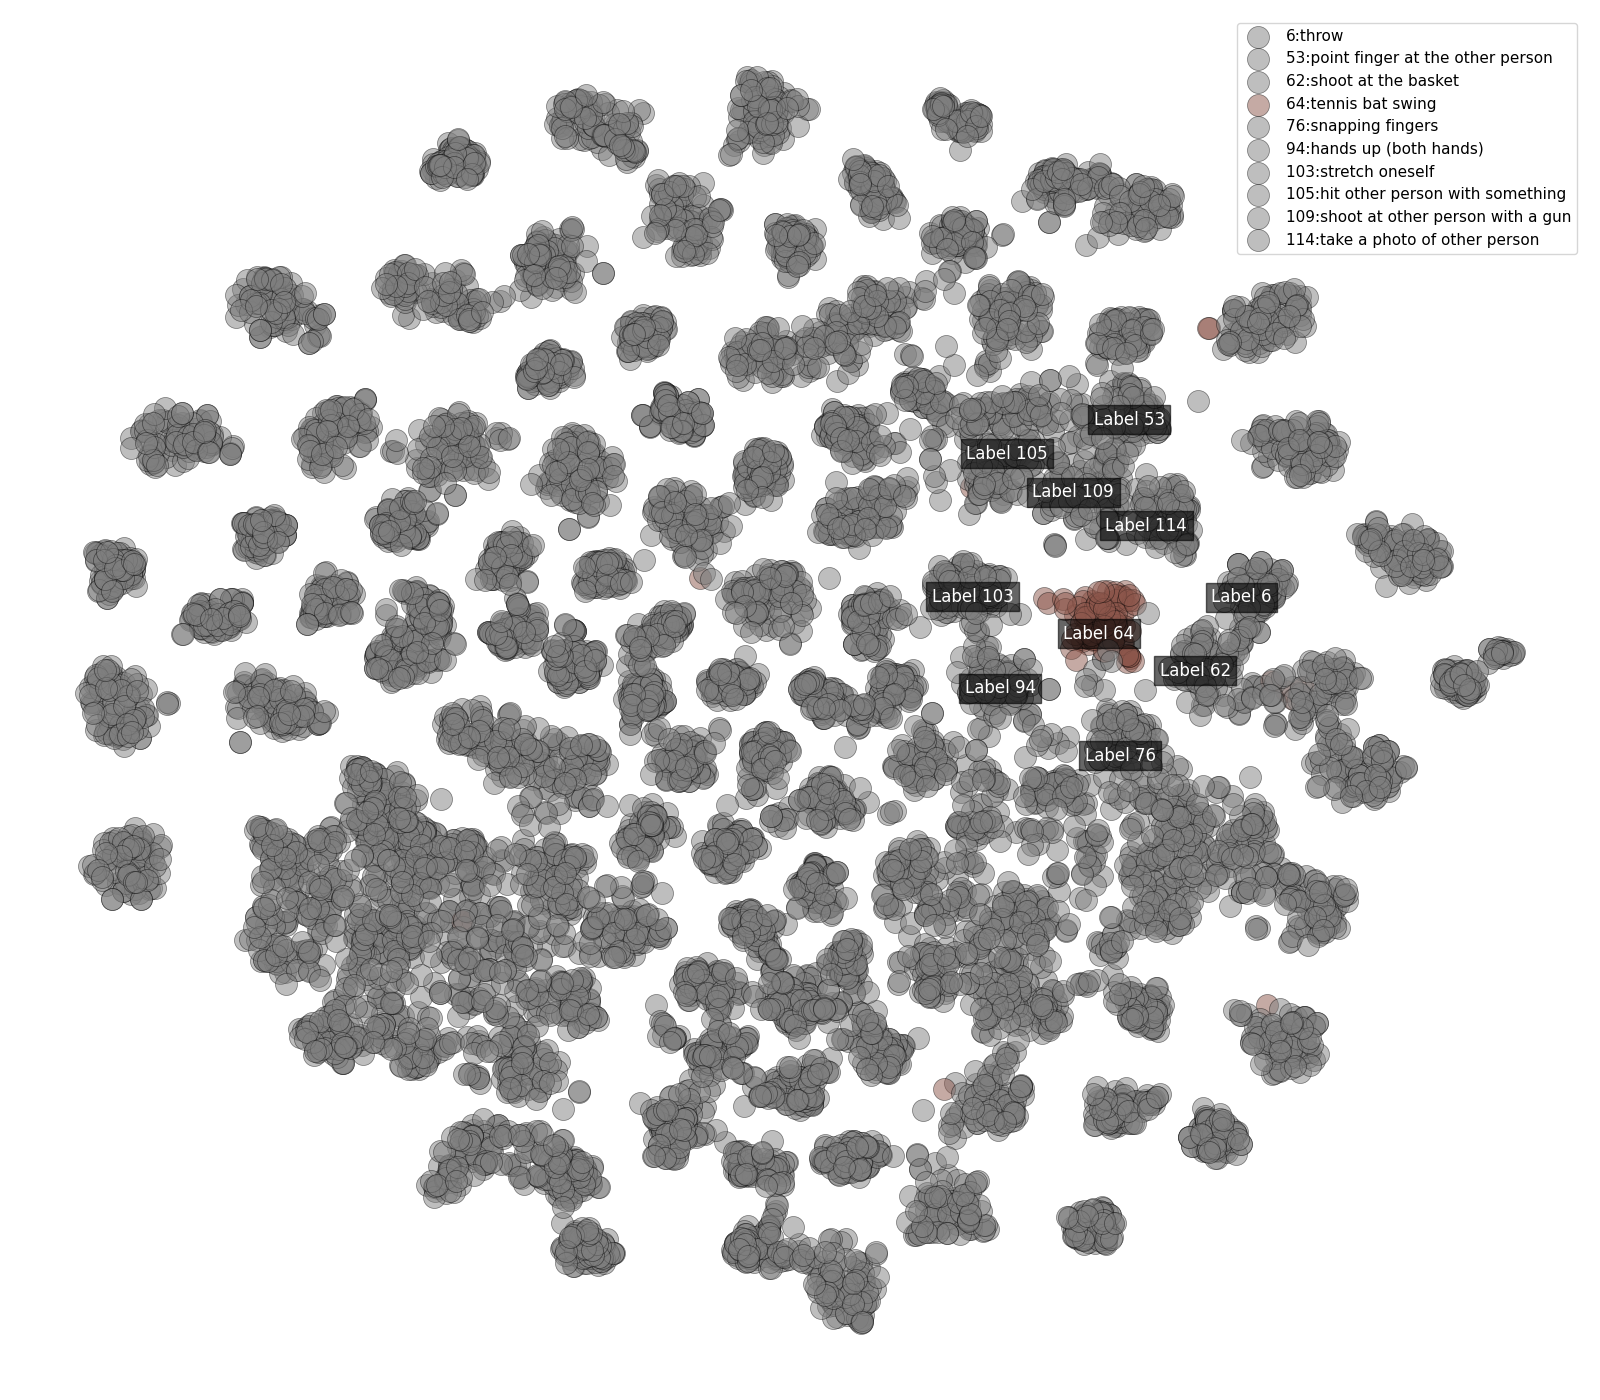 6:throw
53:point finger at the other person
62:shoot at the basket
64:tennis bat swing
76:snapping fingers
94:hands up (both hands)
103:stretch oneself
105:hit other person with something
109:shoot at other person with a gun
114:take a photo of other person
Label 53
Label 105
Label 109
Label 114
Label 103
Label 6
Label 64
Label 62
Label 94
Label 76